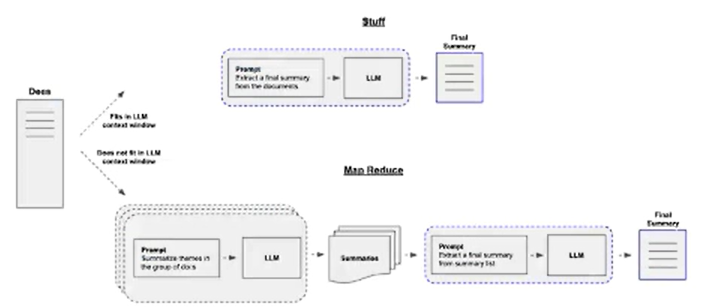 Stuff
Final
Summary
Prompt
Extract a final summary
from the documents
LLM
Docs
Fits in LLM
context window
Does not fit in LLM
context window
Map Reduce
Final
Summary
Prompt
Summarize themes in
the group of docs
LLM
Summaries
Prompt
Extract a final summary
from summary list
LLM